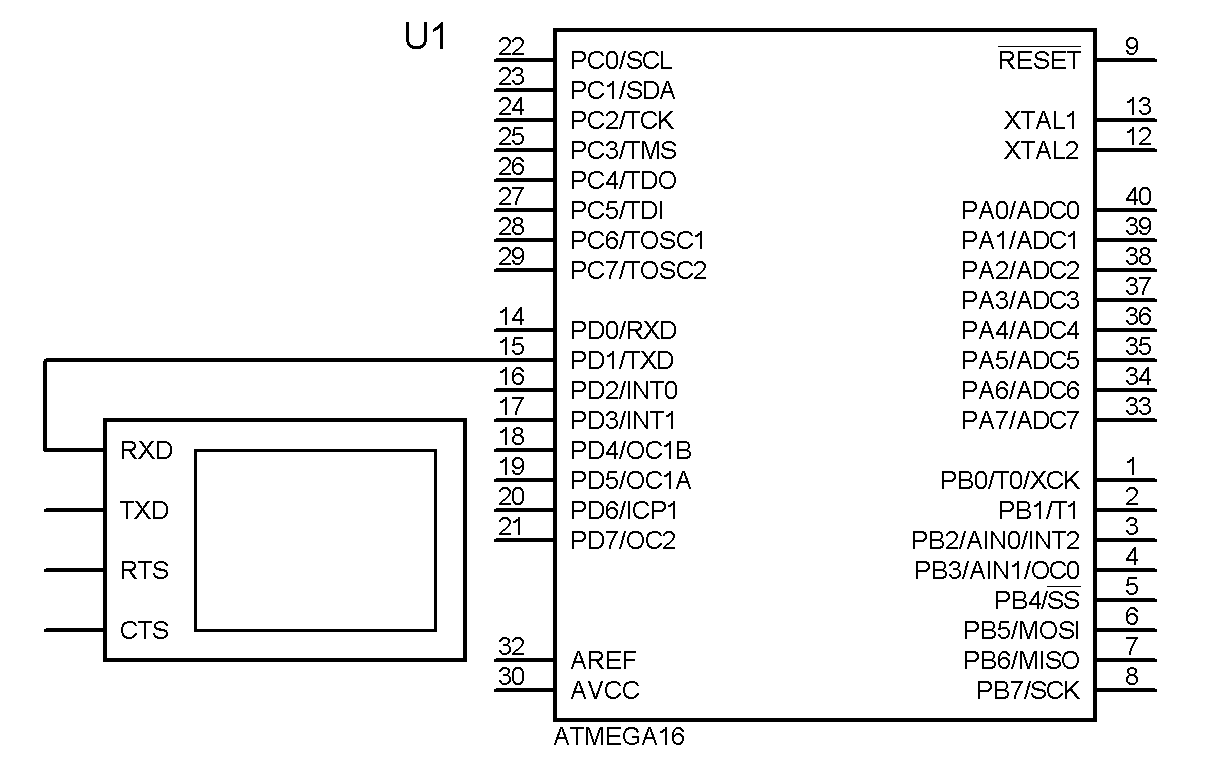 U1
22 PC0/SCL
23 PC1/SDA
24 PC2/TCK
25 PC3/TMS
26 PC4/TDO
27 PC5/TDI
28 PC6/TOSC1
29 PC7/TOSC2
14 PD0/RXD
15 PD1/TXD
16 PD2/INT0
17 PD3/INT1
18 PD4/OC1B
19 PD5/OC1A
20 PD6/ICP1
21 PD7/OC2
32 AREF
30 AVCC
RESET 9
XTAL1 13
XTAL2 12
PA0/ADC0 40
PA1/ADC1 39
PA2/ADC2 38
PA3/ADC3 37
PA4/ADC4 36
PA5/ADC5 35
PA6/ADC6 34
PA7/ADC7 33
PB0/T0/XCK 1
PB1/T1 2
PB2/AIN0/INT2 3
PB3/AIN1/OC0 4
PB4/SS 5
PB5/MOSI 6
PB6/MISO 7
PB7/SCK 8
ATMEGA16
RXD
TXD
RTS
CTS